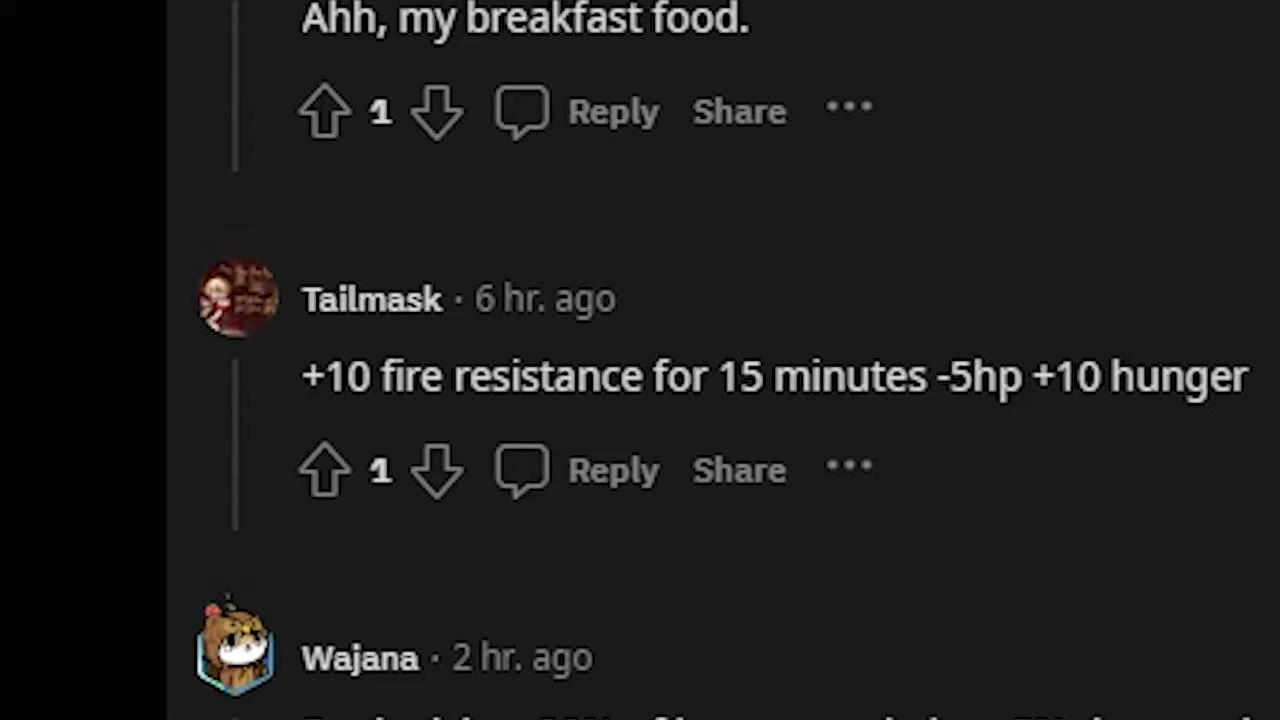 Ahh, my breakfast food.
1 Reply Share ...
Tailmask · 6 hr. ago
+10 fire resistance for 15 minutes -5hp +10 hunger
1 Reply Share ...
Wajana · 2 hr. ago